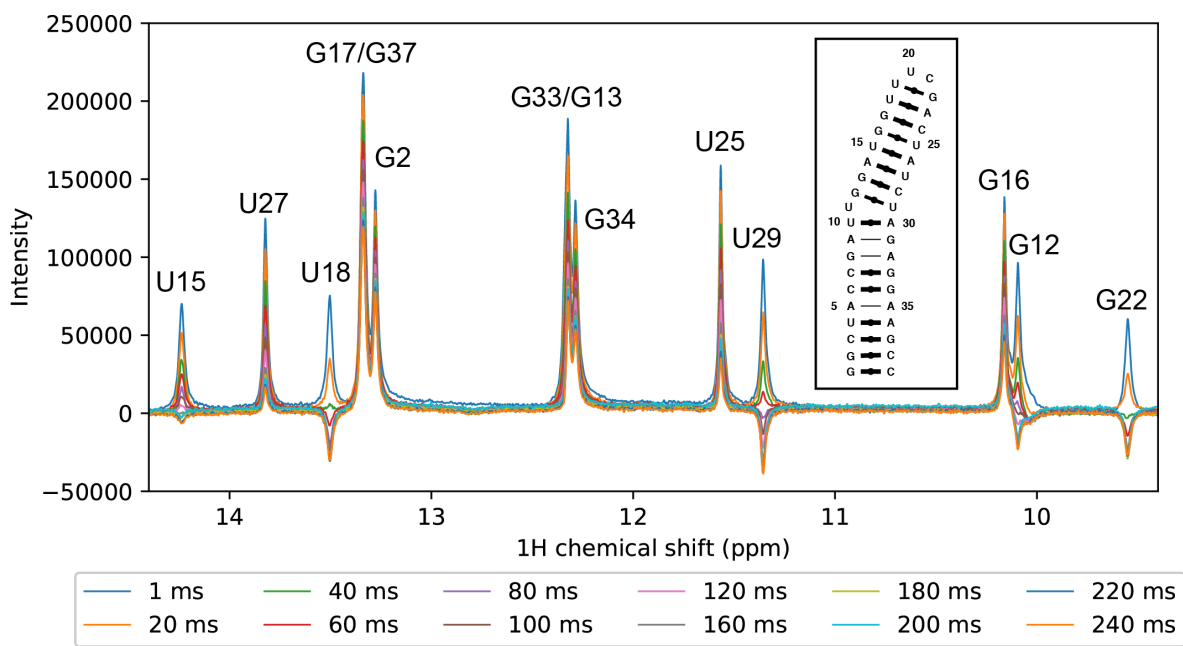 250000
200000
150000
100000
50000
0
−50000
Intensity
G17/G37
G33/G13
G2
U25
G16
U27
G34
U29
G12
U18
U15
G22
20
U
U C
U G
G A
G C
15 U U 25
A A
G U
G C
U U
10 U A 30
A G
G A
C G
C G
5 A A 35
U A
C G
G C
G C
14 13 12 11 10
1H chemical shift (ppm)
1 ms 40 ms 80 ms 120 ms 180 ms 220 ms
20 ms 60 ms 100 ms 160 ms 200 ms 240 ms